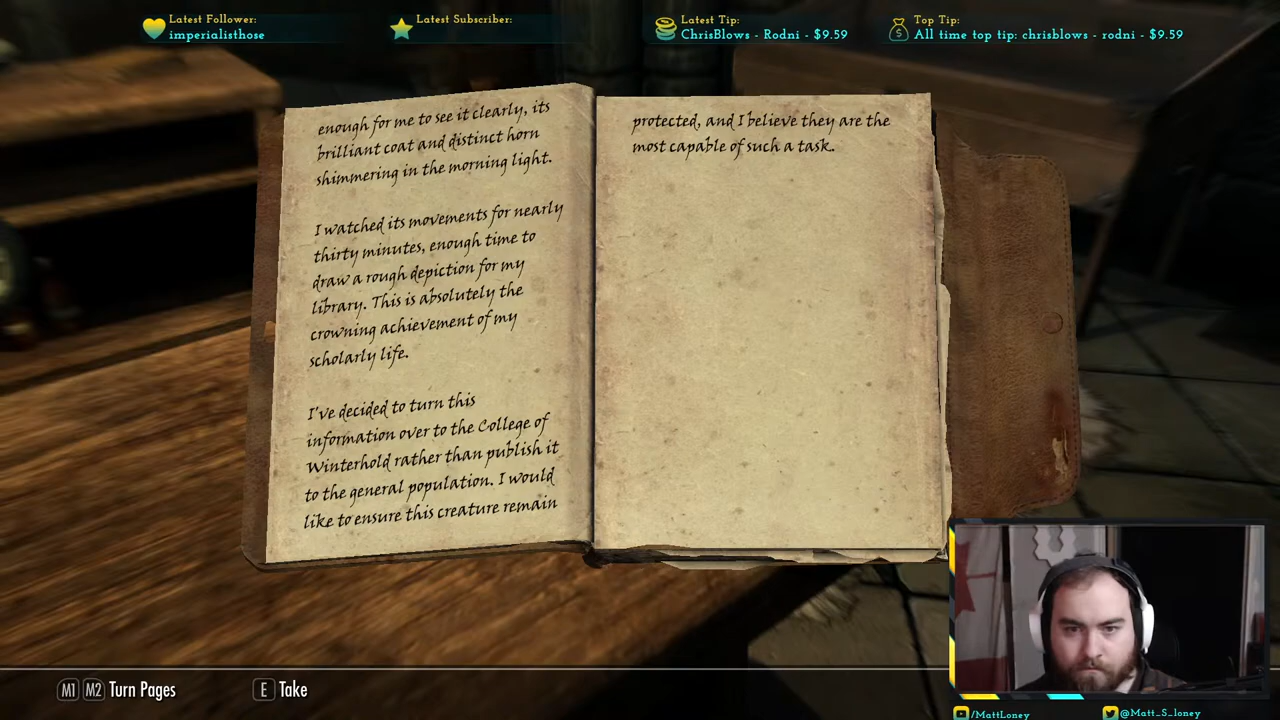 Latest Follower:
imperialisthose
Latest Subscriber:
Latest Tip:
ChrisBlows - Rodni - $9.59
Top Tip:
All time top tip: chrisblows - rodni - $9.59
enough for me to see it clearly, its
brilliant coat and distinct horn
shimmering in the morning light.
I watched its movements for nearly
thirty minutes, enough time to
draw a rough depiction for my
library. This is absolutely the
crowning achievement of my
scholarly life.
I've decided to turn this
information over to the College of
Winterhold rather than publish it
to the general population. I would
like to ensure this creature remain
protected, and I believe they are the
most capable of such a task.
M1 M2 Turn Pages
E Take
/MattLoney
@Matt_S_loney